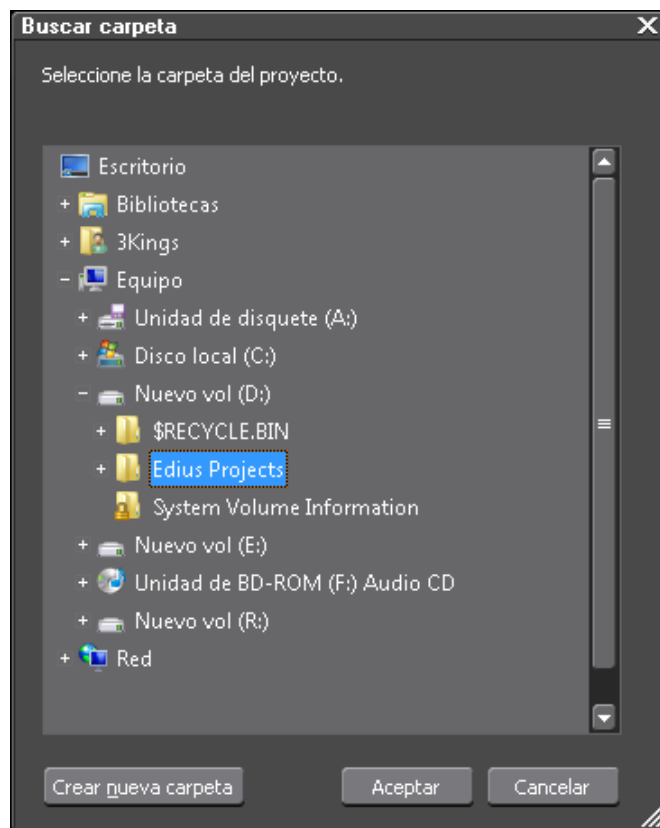 Buscar carpeta
Seleccione la carpeta del proyecto.
Escritorio
Bibliotecas
3Kings
Equipo
Unidad de disquete (A:)
Disco local (C:)
Nuevo vol (D:)
$RECYCLE.BIN
Edius Projects
System Volume Information
Nuevo vol (E:)
Unidad de BD-ROM (F:) Audio CD
Nuevo vol (R:)
Red
Crear nueva carpeta Aceptar Cancelar